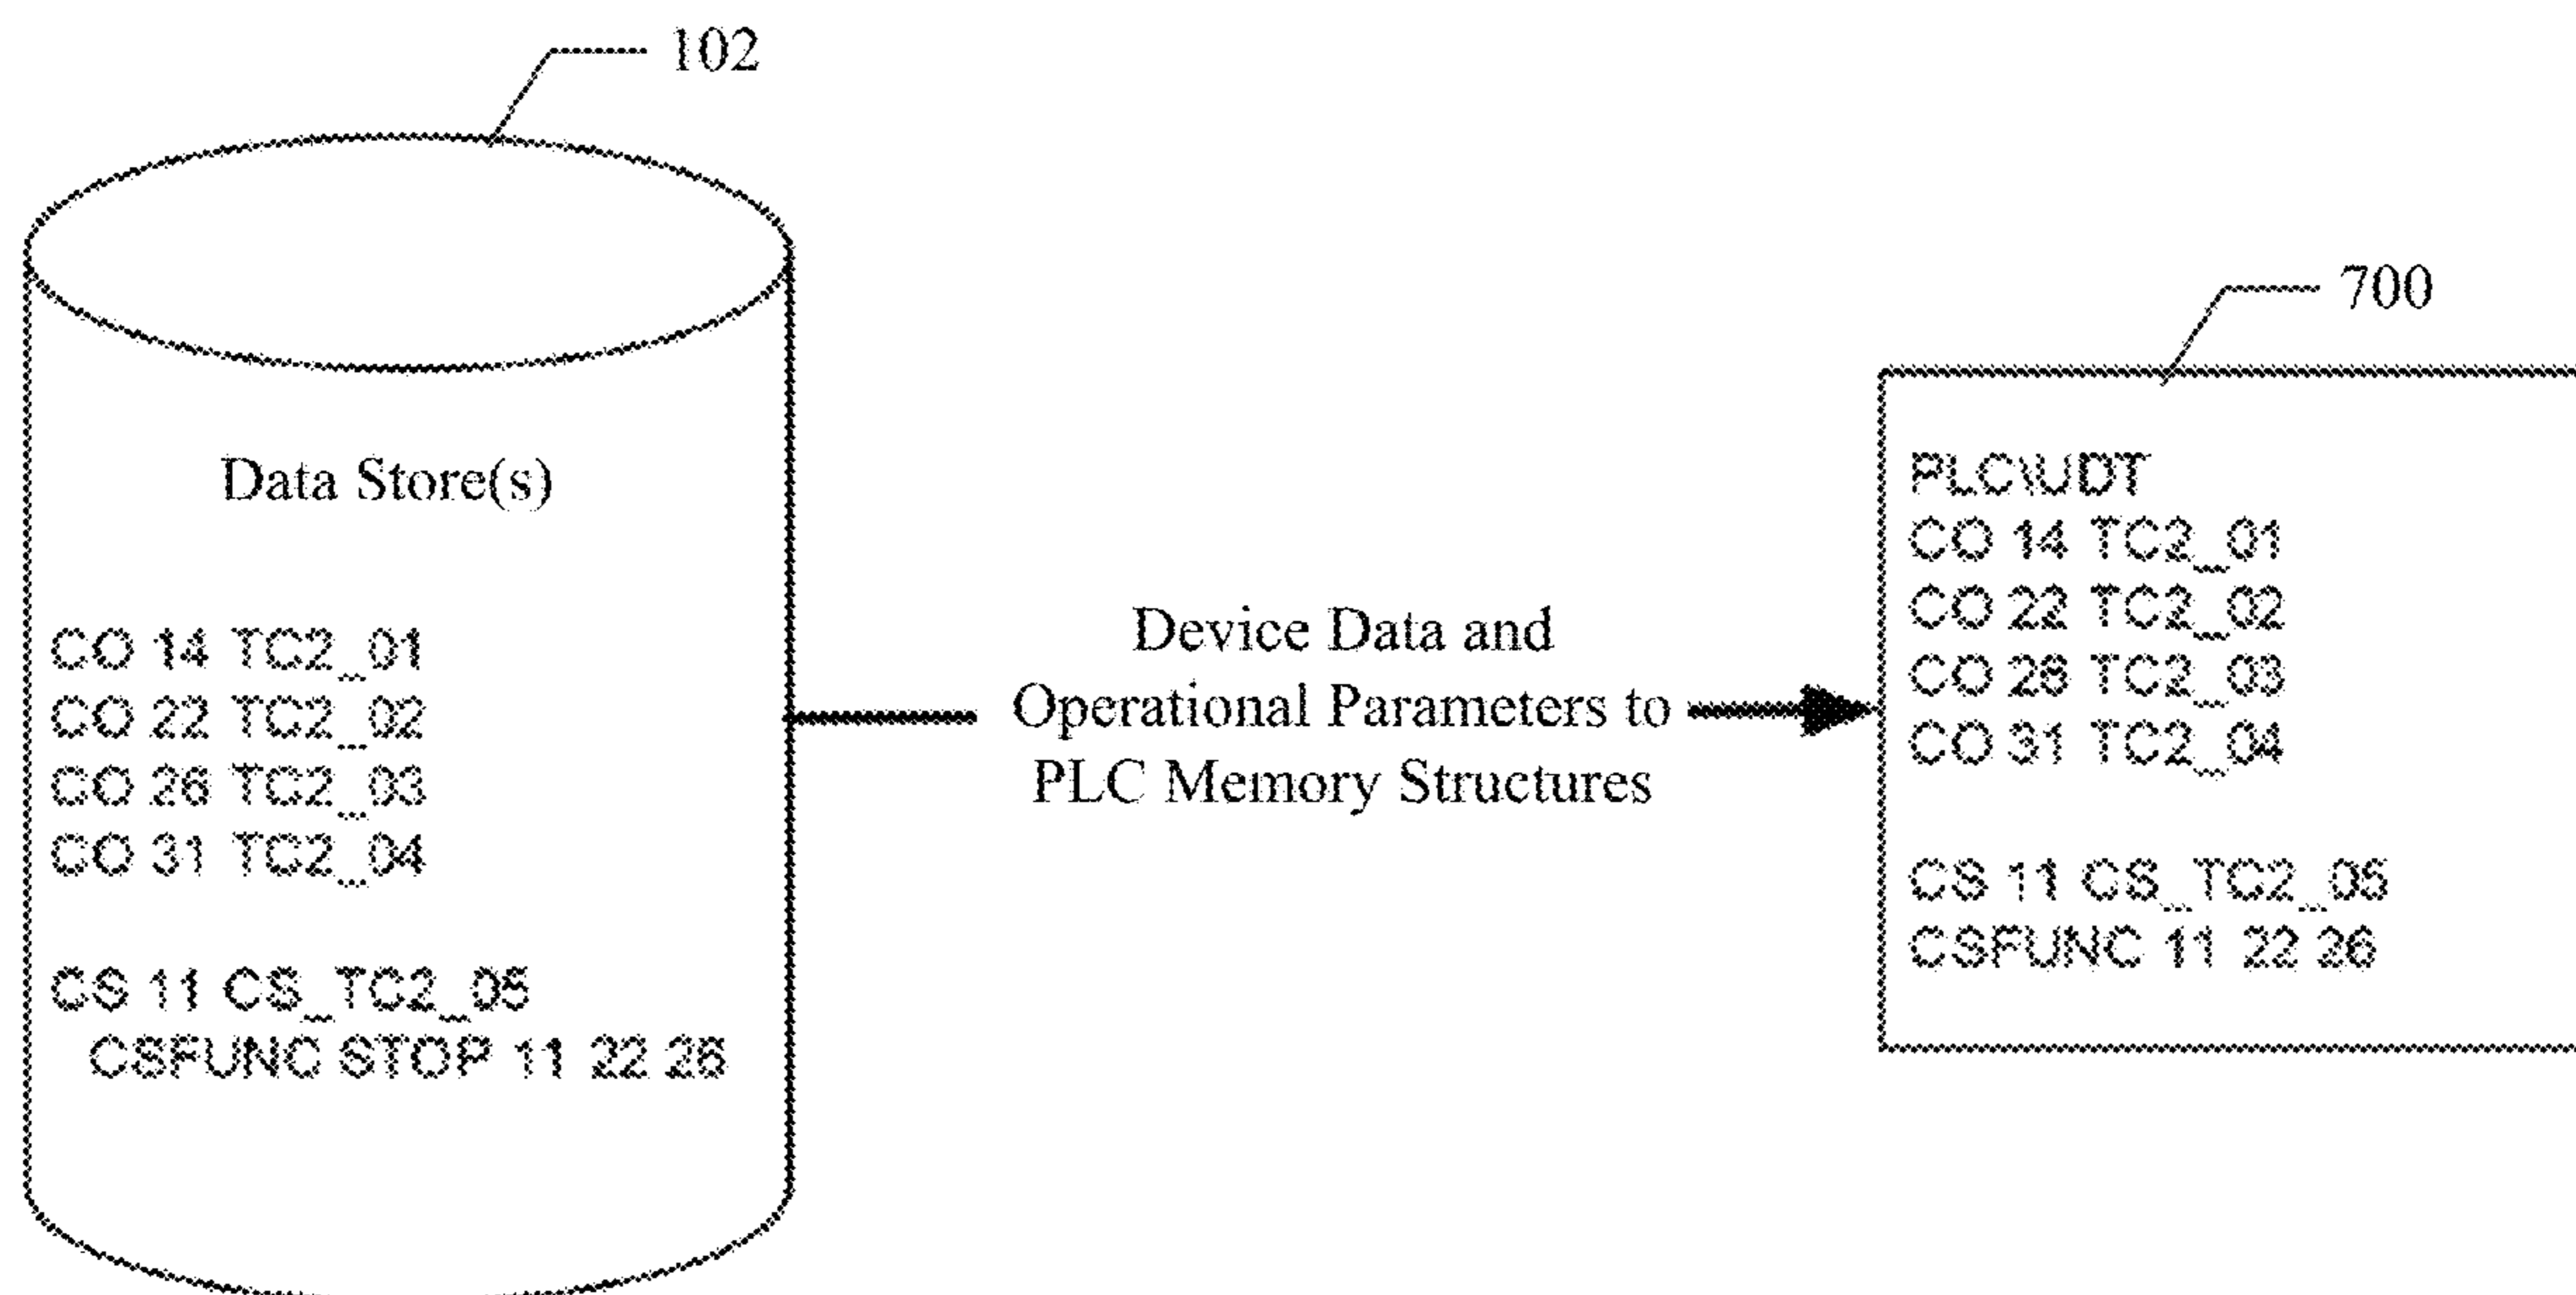 102
Data Store(s)
CO 14 TC2_01
CO 22 TC2_02
CO 26 TC2_03
CO 31 TC2_04
CS 11 CS_TC2_05
CSFUNC STOP 11 22 26
Device Data and
Operational Parameters to
PLC Memory Structures
700
PLC\UDT
CO 14 TC2_01
CO 22 TC2_02
CO 26 TC2_03
CO 31 TC2_04
CS 11 CS_TC2_05
CSFUNC 11 22 26